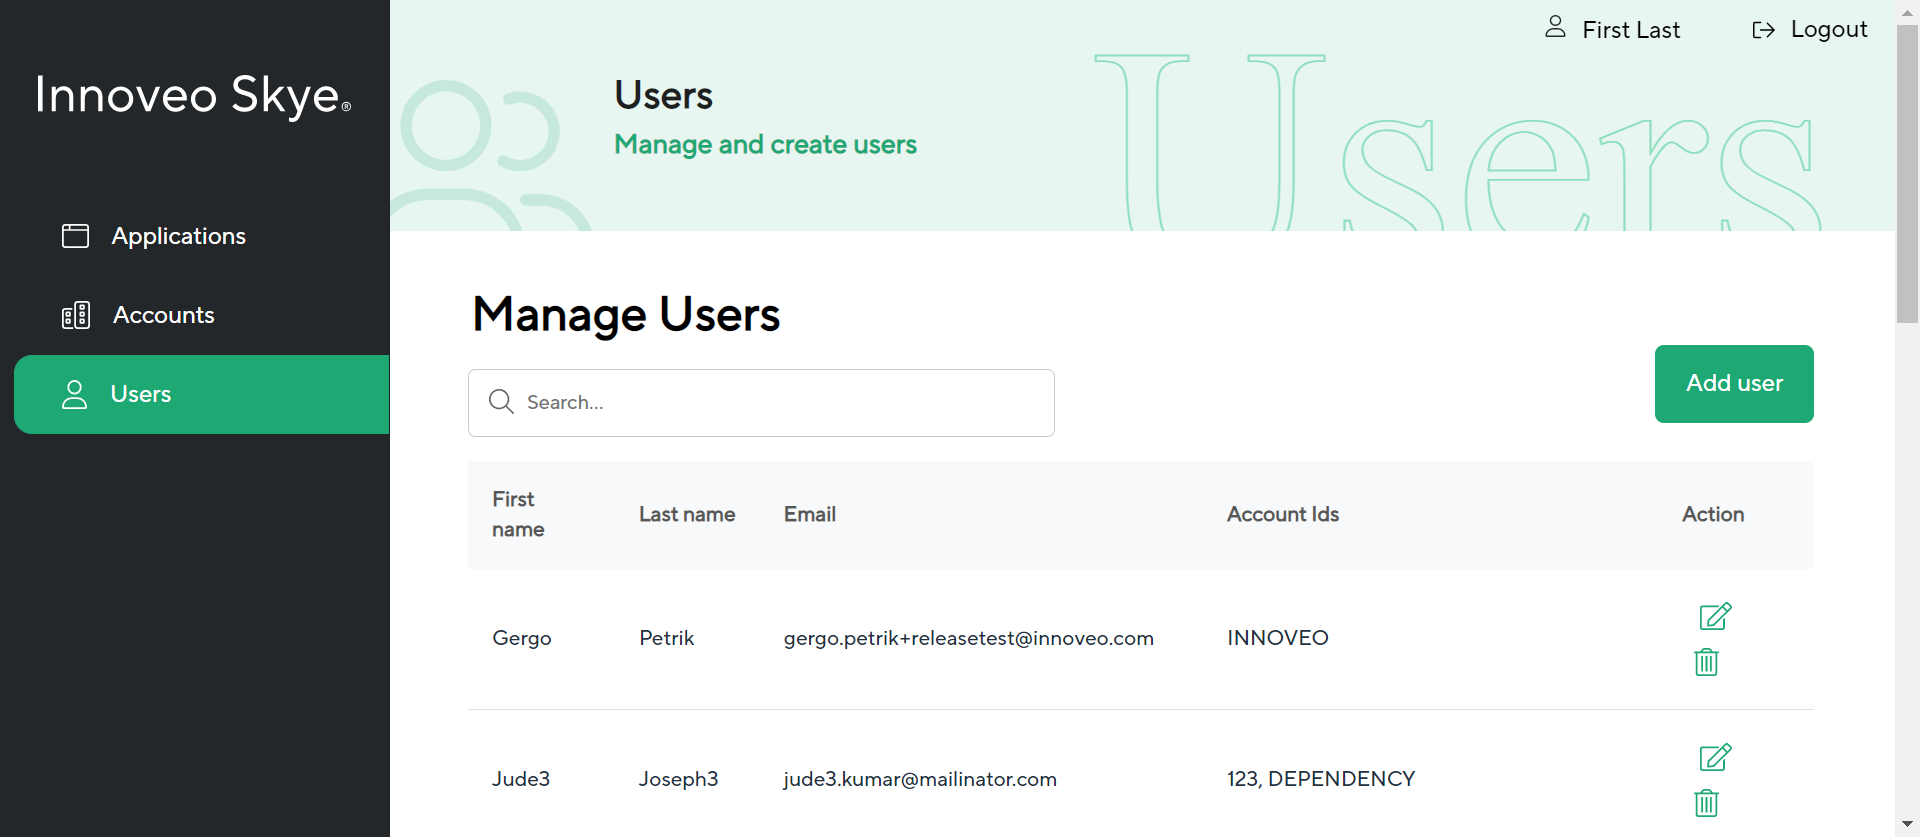 Innoveo Skye®
Applications
Accounts
Users
First Last
Logout
Users
Manage and create users
Users
Manage Users
Search...
Add user
First name
Last name
Email
Account Ids
Action
Gergo
Petrik
gergo.petrik+releasetest@innoveo.com
INNOVEO
Jude3
Joseph3
jude3.kumar@mailinator.com
123, DEPENDENCY